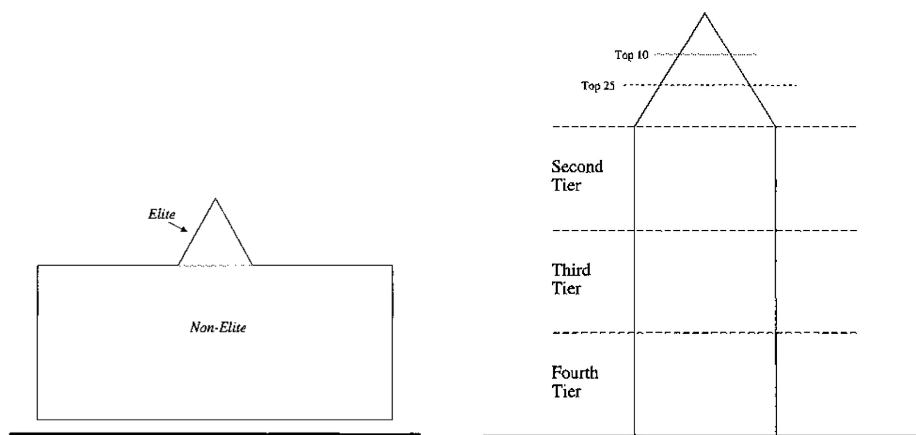 Elite
Non-Elite
Top 10
Top 25
Second
Tier
Third
Tier
Fourth
Tier